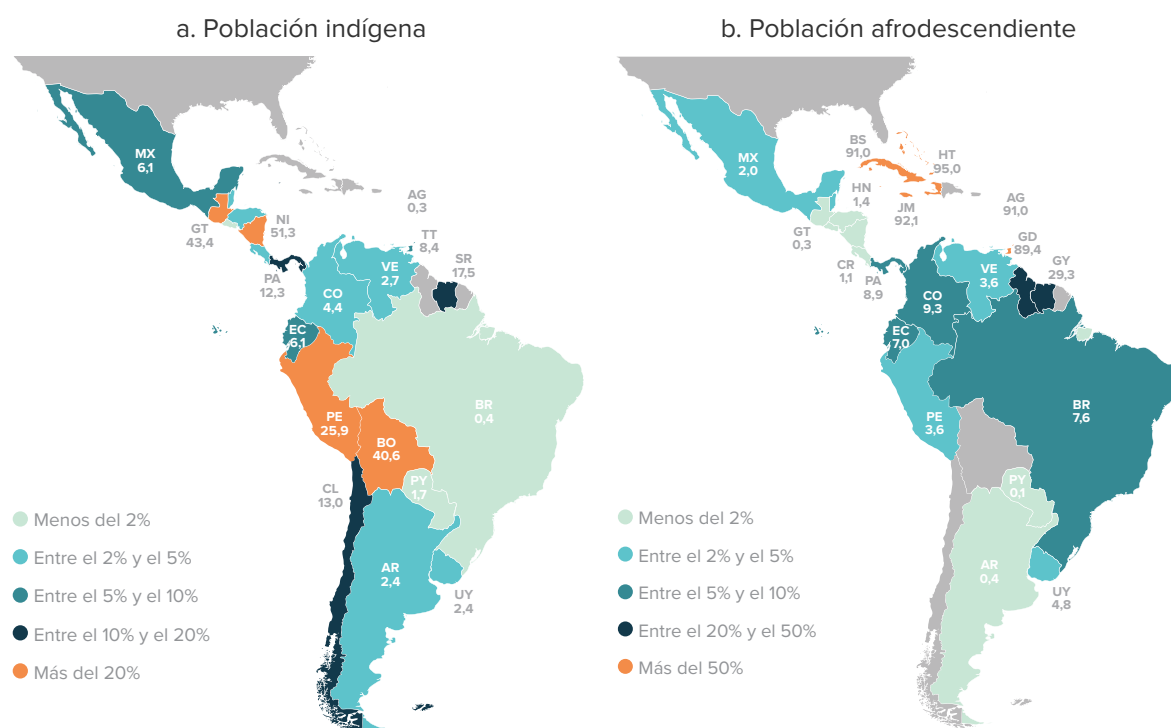 a. Población indígena
MX
6,1
AG
0,3
GT
43,4
NI
51,3
TT
8,4
SR
17,5
PA
12,3
VE
2,7
CO
4,4
EC
6,1
BR
0,4
PE
25,9
BO
40,6
PY
1,7
CL
13,0
AR
2,4
UY
2,4
Menos del 2%
Entre el 2% y el 5%
Entre el 5% y el 10%
Entre el 10% y el 20%
Más del 20%
b. Población afrodescendiente
BS
91,0
HT
95,0
MX
2,0
HN
1,4
JM
92,1
AG
91,0
GT
0,3
GD
89,4
CR
1,1
PA
8,9
VE
3,6
GY
29,3
CO
9,3
EC
7,0
BR
7,6
PE
3,6
PY
0,1
AR
0,4
UY
4,8
Menos del 2%
Entre el 2% y el 5%
Entre el 5% y el 10%
Entre el 20% y el 50%
Más del 50%